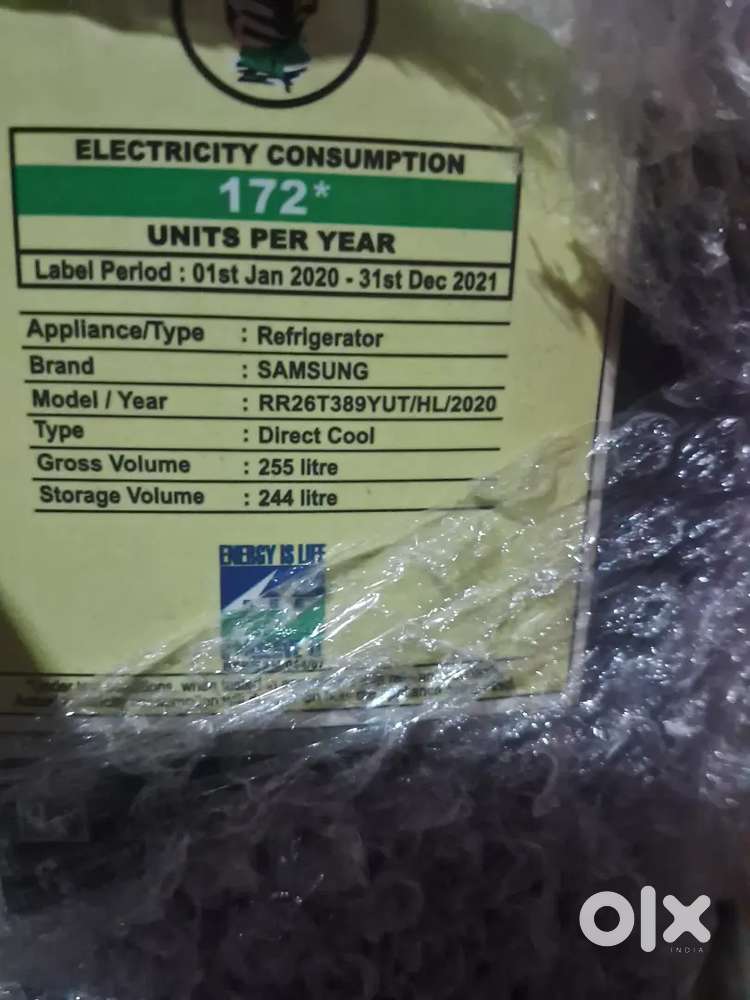 ELECTRICITY CONSUMPTION
172*
UNITS PER YEAR
Label Period : 01st Jan 2020 - 31st Dec 2021
Appliance/Type : Refrigerator
Brand : SAMSUNG
Model / Year : RR26T389YUT/HL/2020
Type : Direct Cool
Gross Volume : 255 litre
Storage Volume : 244 litre
ENERGY IS LIFE
olx
INDIA